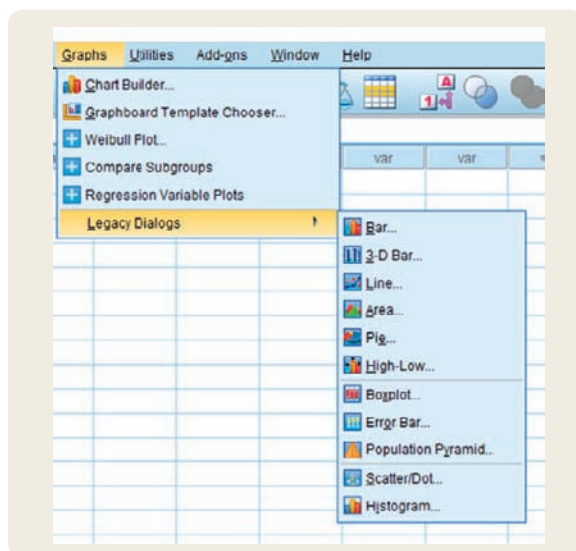 Graphs Utilities Add-ons Window Help
Chart Builder...
Graphboard Template Chooser...
Weibull Plot...
Compare Subgroups
Regression Variable Plots
Legacy Dialogs
A
1
var var
Bar...
3-D Bar...
Line...
Area...
Pie...
High-Low...
Boxplot...
Error Bar...
Population Pyramid...
Scatter/Dot...
Histogram...